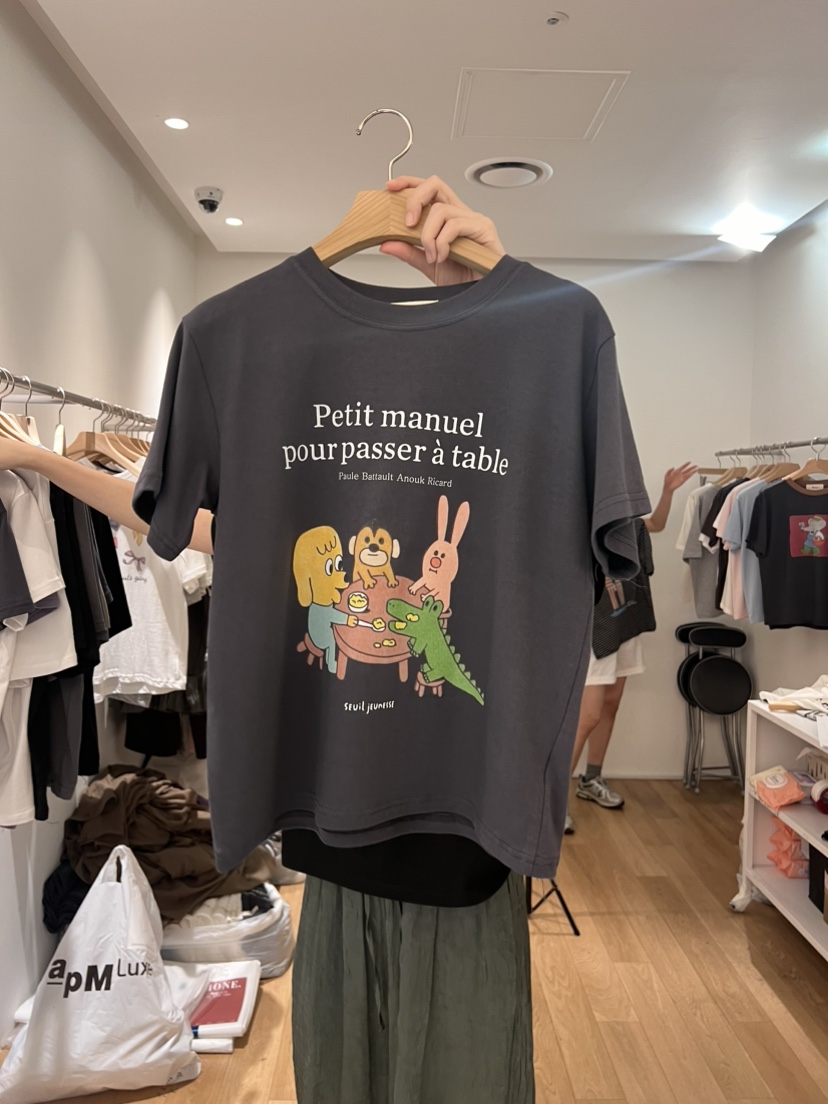 Petit manuel
pour passer à table
Paule Battault Anouk Ricard
seuil jeunesse
apM Luxe